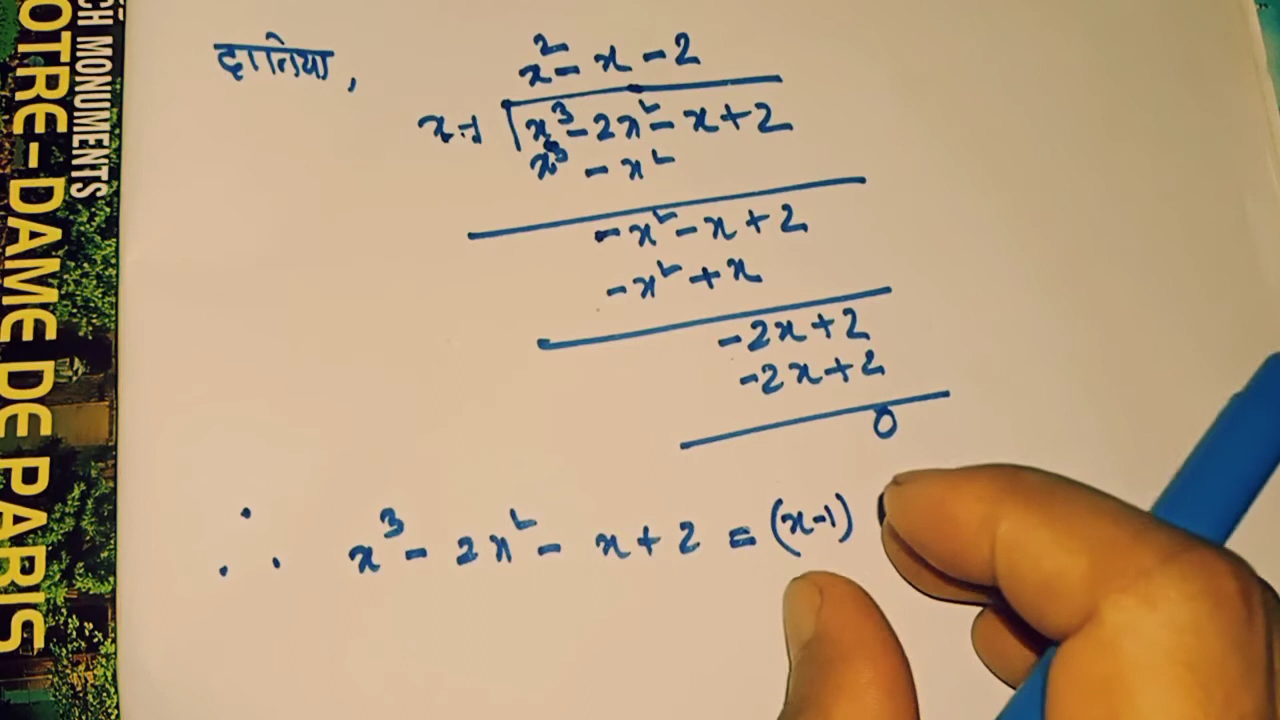 CH MONUMENTS
OTRE-DAME DE PARIS
x² - x - 2
x-1 x³ - 2x² - x + 2
x³ - x²
-x² - x + 2
-x² + x
-2x + 2
-2x + 2
0
∴ x³ - 2x² - x + 2 = (x-1)